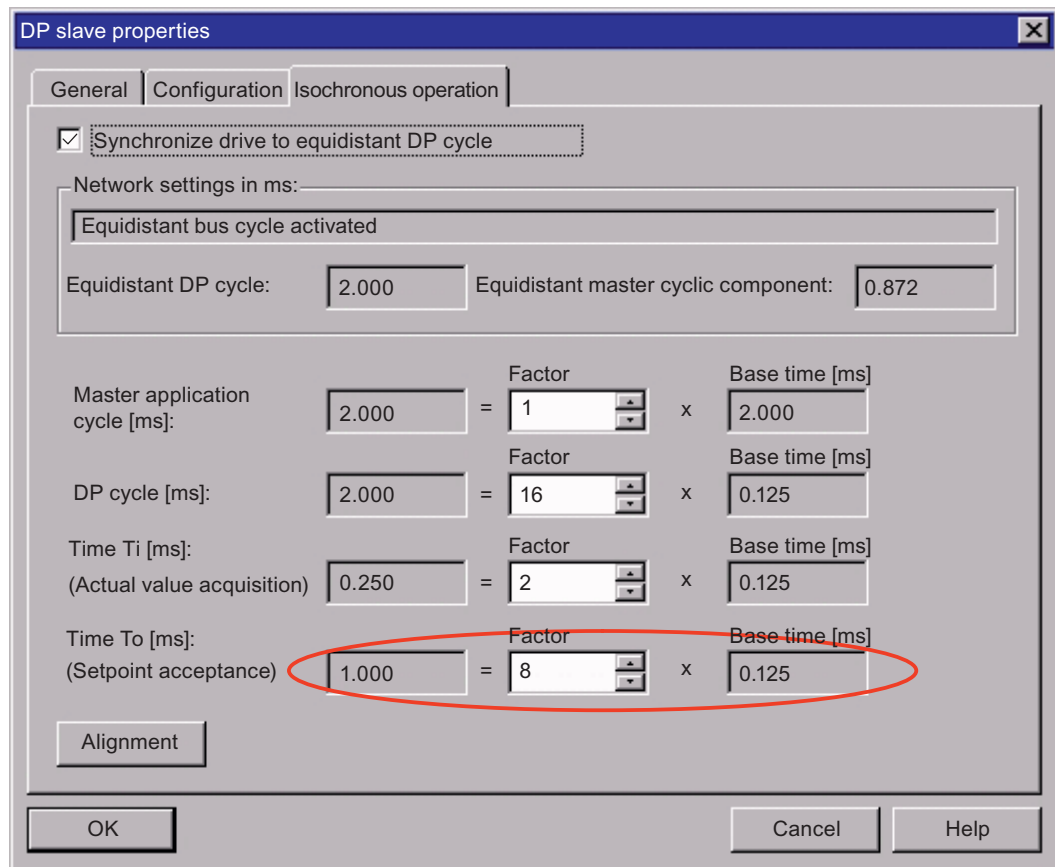 DP slave properties
General Configuration Isochronous operation
Synchronize drive to equidistant DP cycle
Network settings in ms:
Equidistant bus cycle activated
Equidistant DP cycle: 2.000 Equidistant master cyclic component: 0.872
Factor Base time [ms]
Master application
cycle [ms]: 2.000 = 1 x 2.000
Factor Base time [ms]
DP cycle [ms]: 2.000 = 16 x 0.125
Time Ti [ms]: Factor Base time [ms]
(Actual value acquisition) 0.250 = 2 x 0.125
Time To [ms]: Factor Base time [ms]
(Setpoint acceptance) 1.000 = 8 x 0.125
Alignment
OK Cancel Help